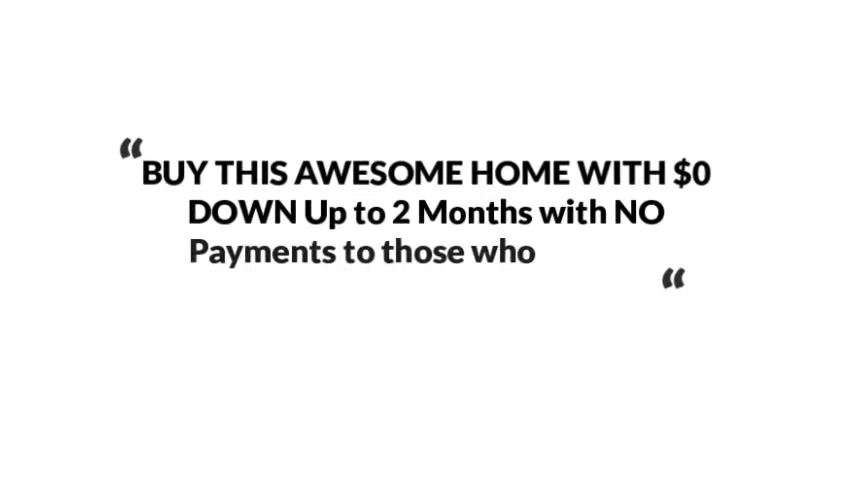 “BUY THIS AWESOME HOME WITH $0
DOWN Up to 2 Months with NO
Payments to those who
“